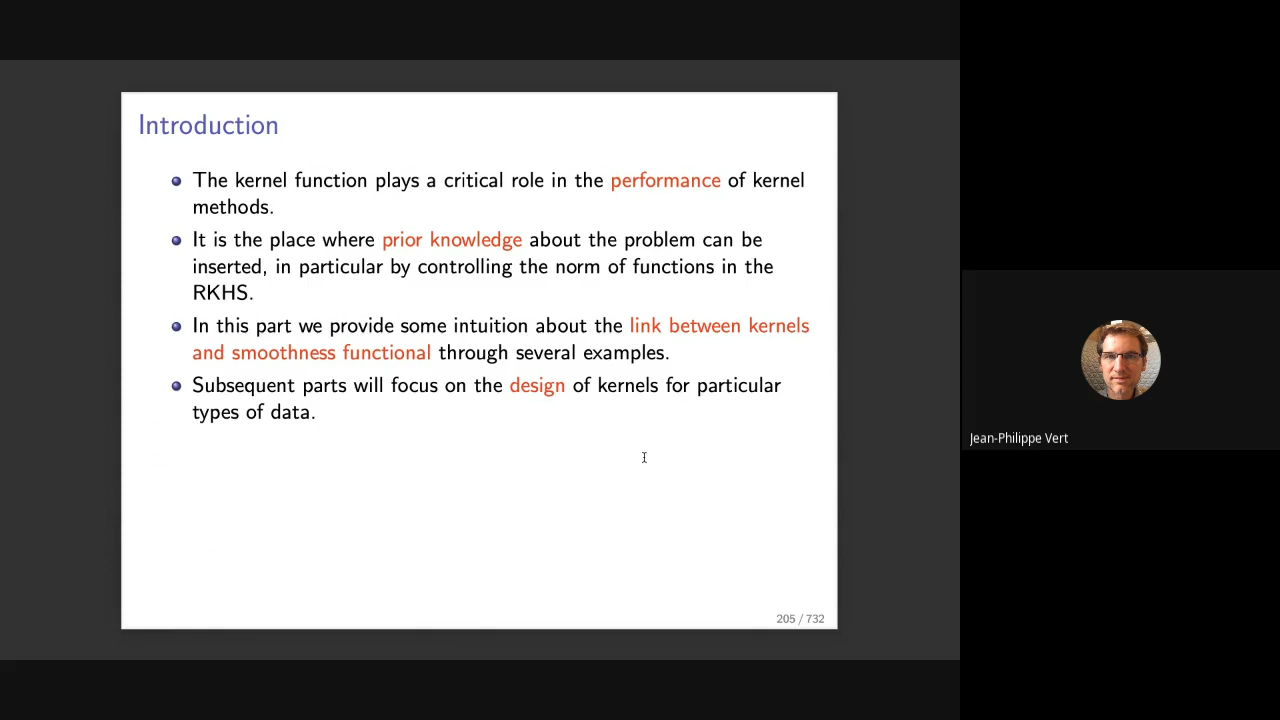 Introduction
The kernel function plays a critical role in the performance of kernel
methods.
It is the place where prior knowledge about the problem can be
inserted, in particular by controlling the norm of functions in the
RKHS.
In this part we provide some intuition about the link between kernels
and smoothness functional through several examples.
Subsequent parts will focus on the design of kernels for particular
types of data.
205 / 732
Jean-Philippe Vert